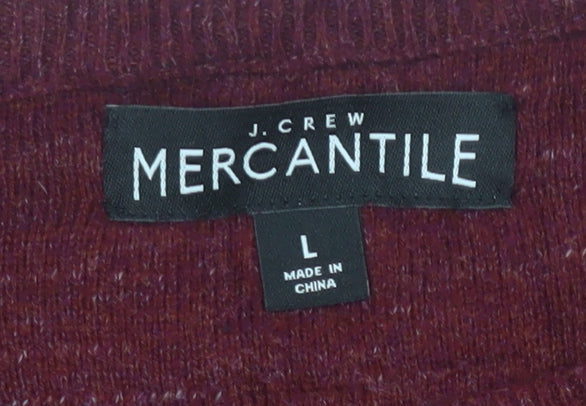 J. CREW
MERCANTILE
L
MADE IN
CHINA